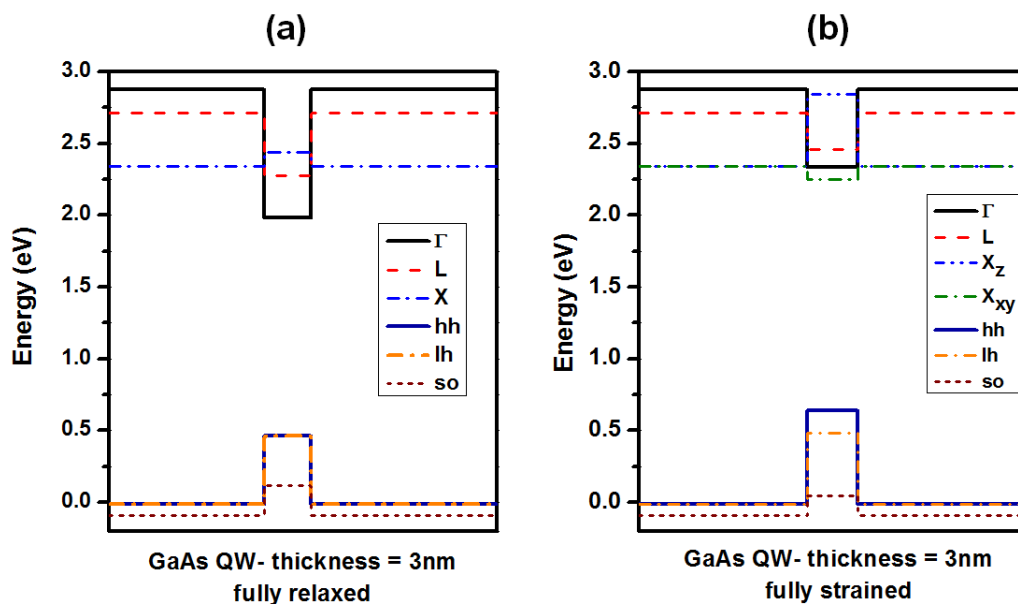 (a)
Energy (eV)
3.0
2.5
2.0
1.5
1.0
0.5
0.0
Γ
L
X
hh
lh
so
GaAs QW- thickness = 3nm
fully relaxed
(b)
Energy (eV)
3.0
2.5
2.0
1.5
1.0
0.5
0.0
Γ
L
Xz
Xxy
hh
lh
so
GaAs QW- thickness = 3nm
fully strained